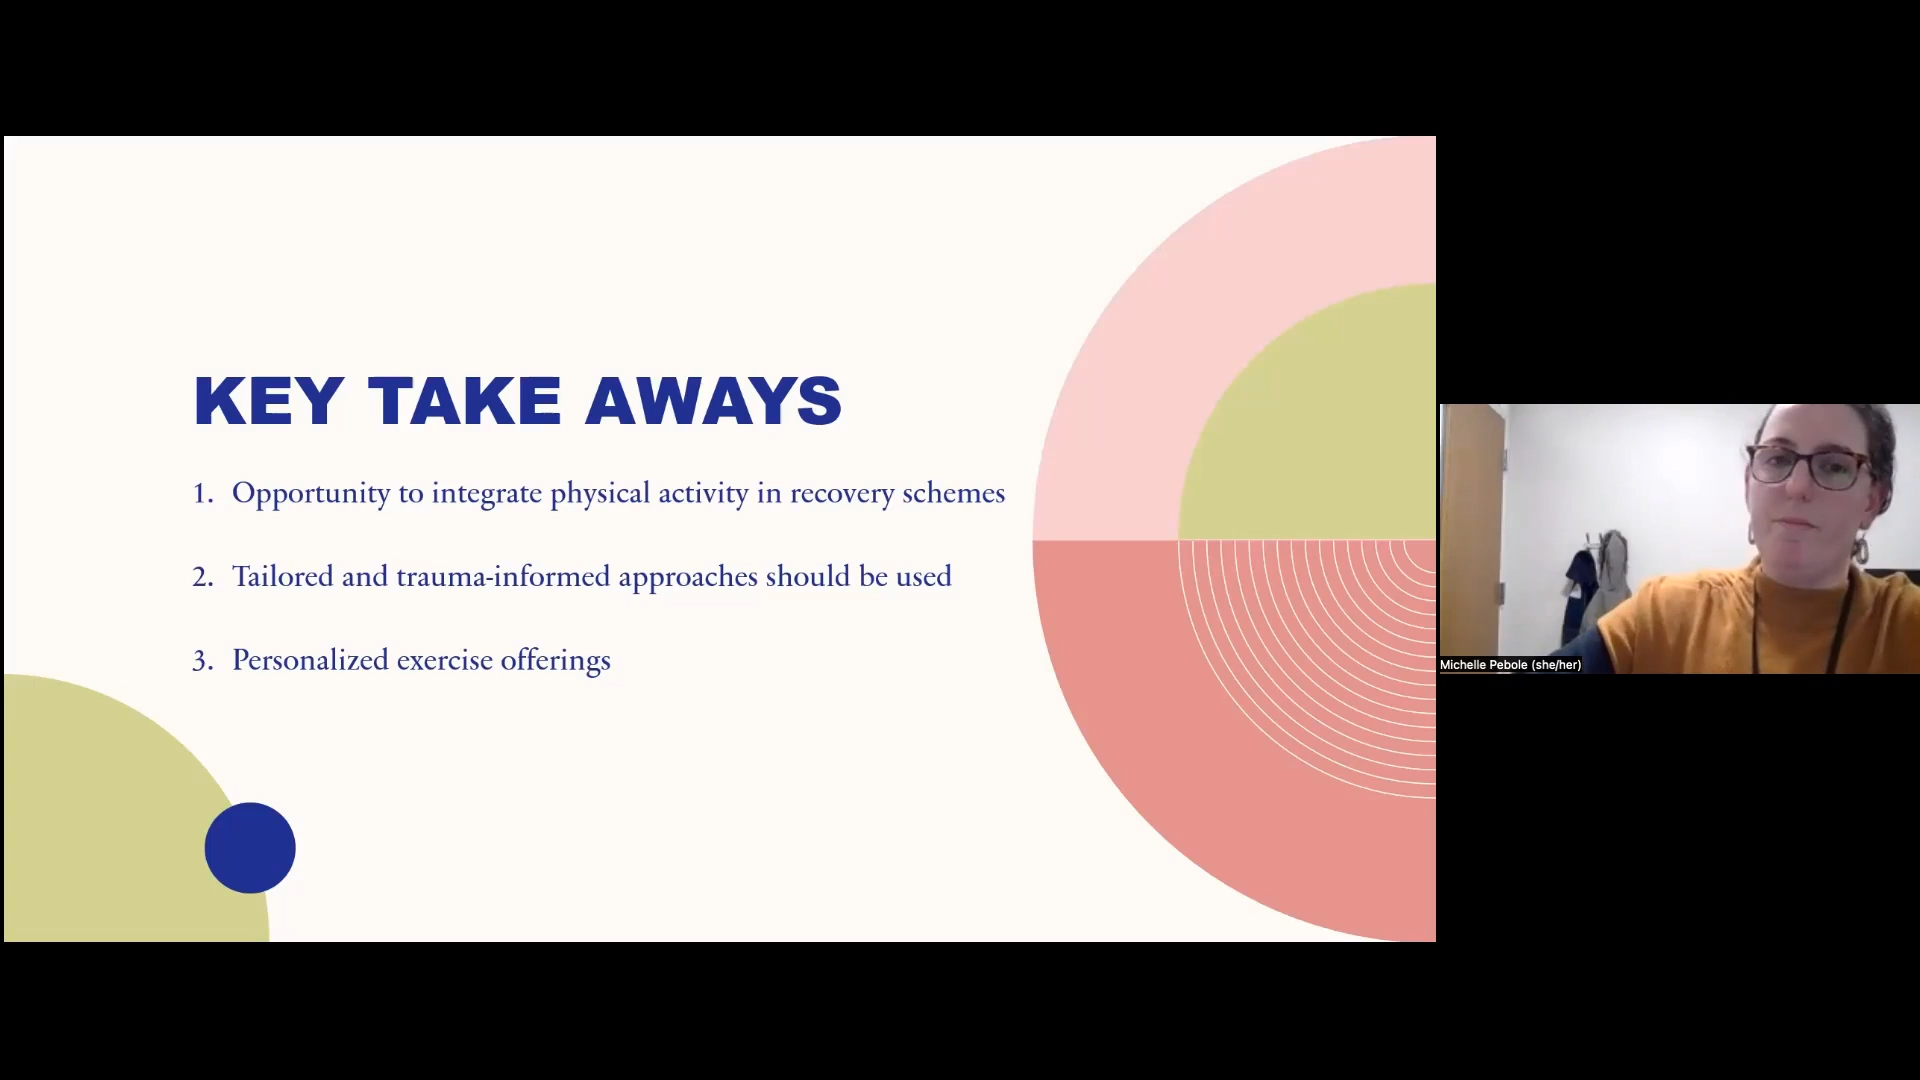 KEY TAKE AWAYS
1. Opportunity to integrate physical activity in recovery schemes
2. Tailored and trauma-informed approaches should be used
3. Personalized exercise offerings
Michelle Pebole (she/her)